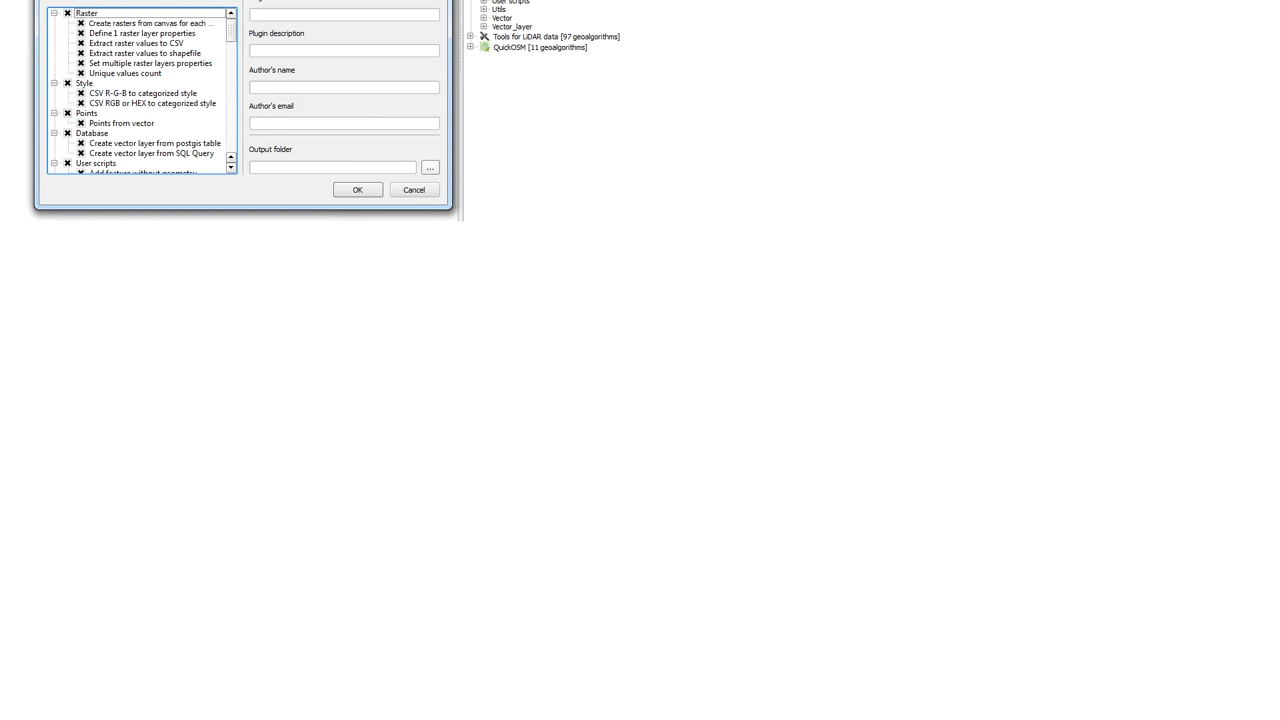 Raster
Create rasters from canvas for each ...
Define 1 raster layer properties
Extract raster values to CSV
Extract raster values to shapefile
Set multiple raster layers properties
Unique values count
Style
CSV R-G-B to categorized style
CSV RGB or HEX to categorized style
Points
Points from vector
Database
Create vector layer from postgis table
Create vector layer from SQL Query
User scripts
Add feature without geometry
Plugin description
Author's name
Author's email
Output folder
...
OK
Cancel
User scripts
Utils
Vector
Vector_layer
Tools for LiDAR data [97 geoalgorithms]
QuickOSM [11 geoalgorithms]